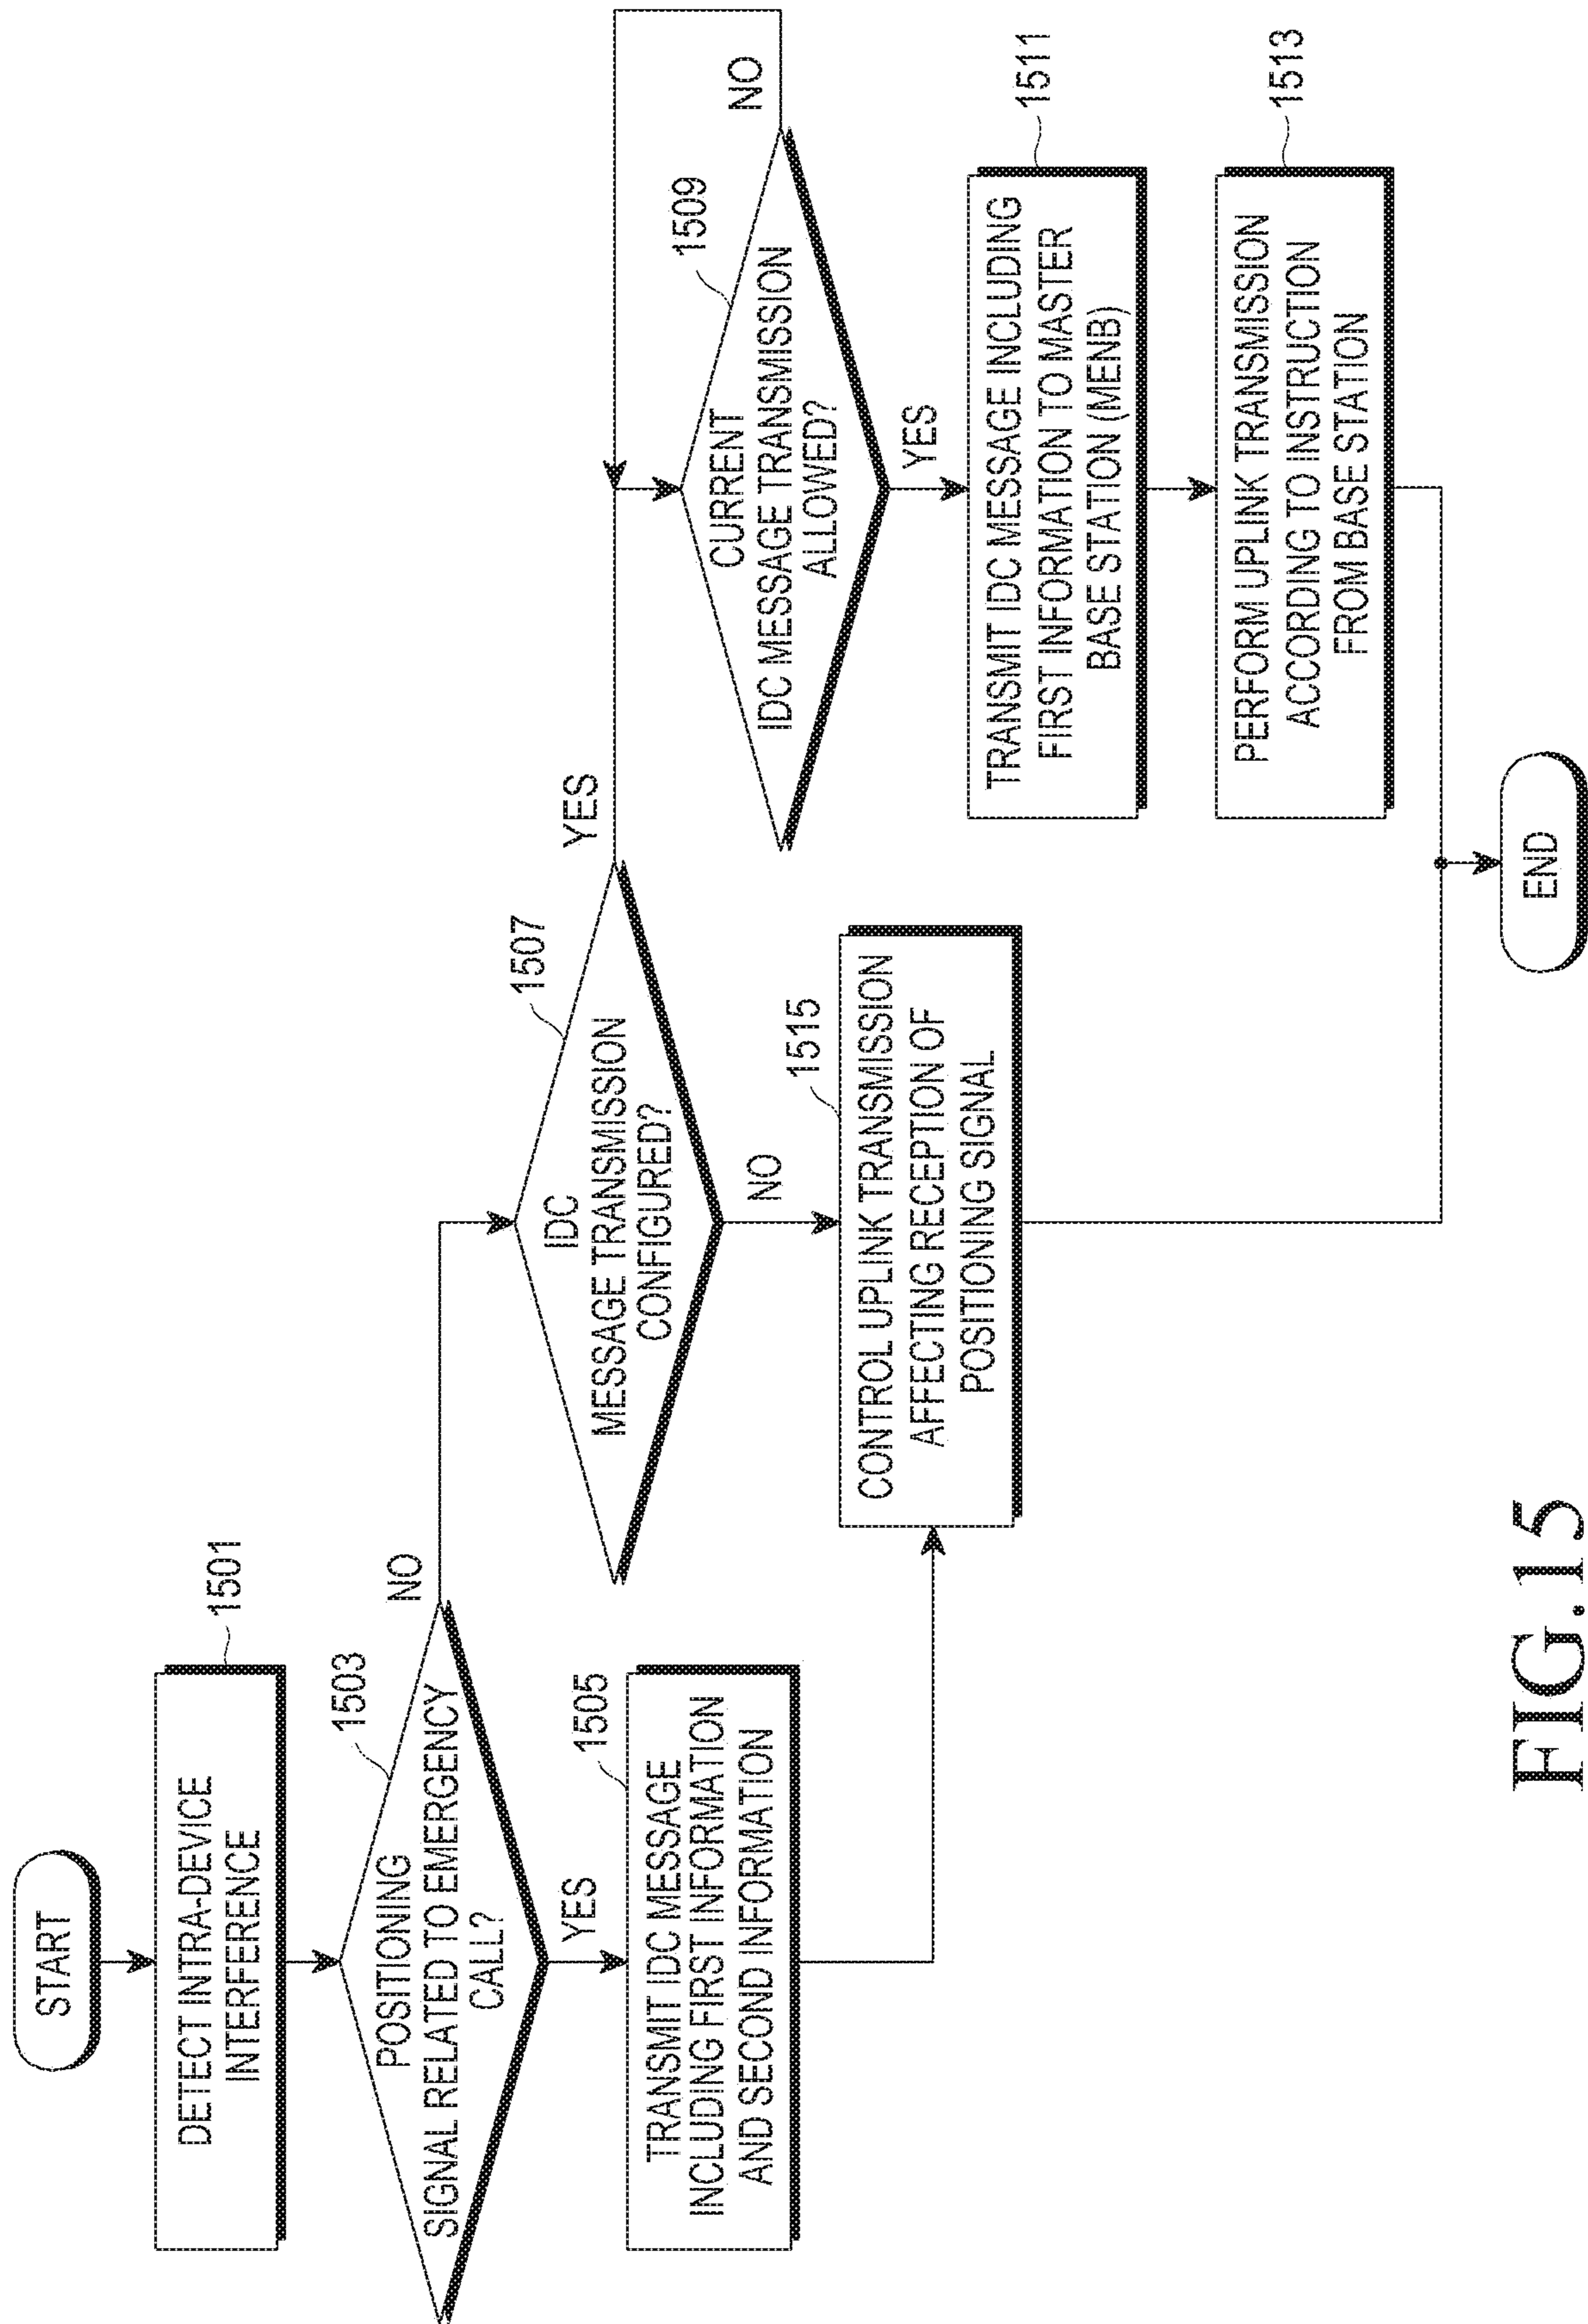 START
DETECT INTRA-DEVICE
INTERFERENCE
1501
POSITIONING
SIGNAL RELATED TO EMERGENCY
CALL?
1503
NO
YES
TRANSMIT IDC MESSAGE
INCLUDING FIRST INFORMATION
AND SECOND INFORMATION
1505
IDC
MESSAGE TRANSMISSION
CONFIGURED?
1507
YES
NO
CONTROL UPLINK TRANSMISSION
AFFECTING RECEPTION OF
POSITIONING SIGNAL
1515
CURRENT
IDC MESSAGE TRANSMISSION
ALLOWED?
1509
NO
YES
TRANSMIT IDC MESSAGE INCLUDING
FIRST INFORMATION TO MASTER
BASE STATION (MENB)
1511
PERFORM UPLINK TRANSMISSION
ACCORDING TO INSTRUCTION
FROM BASE STATION
1513
END
FIG.15